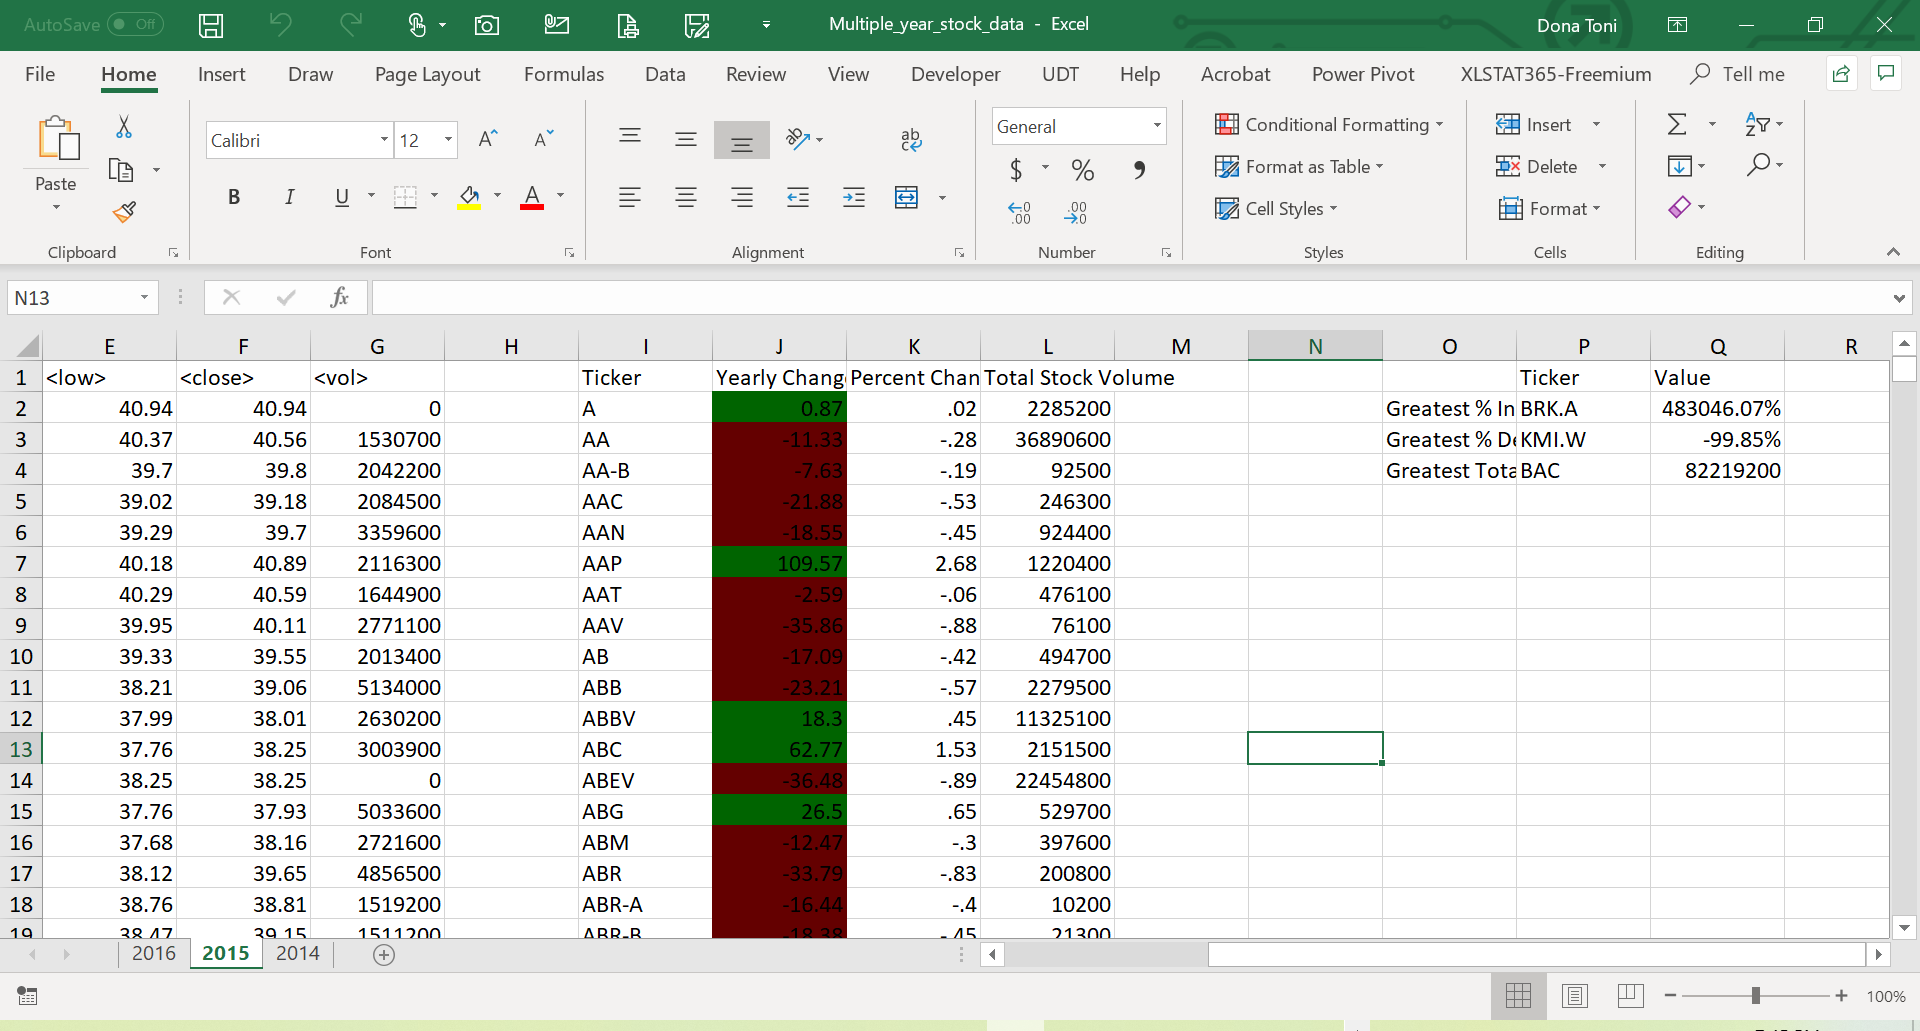 AutoSave Off Multiple_year_stock_data - Excel Dona Toni
File Home Insert Draw Page Layout Formulas Data Review View Developer UDT Help Acrobat Power Pivot XLSTAT365-Freemium Tell me
Paste
Clipboard
Calibri 12
B I U A
Font
ab
Alignment
General
$ % ,
Number
Conditional Formatting
Format as Table
Cell Styles
Styles
Insert
Delete
Format
Cells
Editing
N13 fx
E F G H I J K L M N O P Q R
1 <low> <close> <vol> Ticker Yearly Chang Percent Chan Total Stock Volume Ticker Value
2 40.94 40.94 0 A 0.87 .02 2285200 Greatest % In BRK.A 483046.07%
3 40.37 40.56 1530700 AA -11.33 -.28 36890600 Greatest % De KMI.W -99.85%
4 39.7 39.8 2042200 AA-B -7.63 -.19 92500 Greatest Tota BAC 82219200
5 39.02 39.18 2084500 AAC -21.88 -.53 246300
6 39.29 39.7 3359600 AAN -18.55 -.45 924400
7 40.18 40.89 2116300 AAP 109.57 2.68 1220400
8 40.29 40.59 1644900 AAT -2.59 -.06 476100
9 39.95 40.11 2771100 AAV -35.86 -.88 76100
10 39.33 39.55 2013400 AB -17.09 -.42 494700
11 38.21 39.06 5134000 ABB -23.21 -.57 2279500
12 37.99 38.01 2630200 ABBV 18.3 .45 11325100
13 37.76 38.25 3003900 ABC 62.77 1.53 2151500
14 38.25 38.25 0 ABEV -36.48 -.89 22454800
15 37.76 37.93 5033600 ABG 26.5 .65 529700
16 37.68 38.16 2721600 ABM -12.47 -.3 397600
17 38.12 39.65 4856500 ABR -33.79 -.83 200800
18 38.76 38.81 1519200 ABR-A -16.44 -.4 10200
19 38.47 39.15 1511200 ABR-B -18.38 -.45 21300
2016 2015 2014
100%